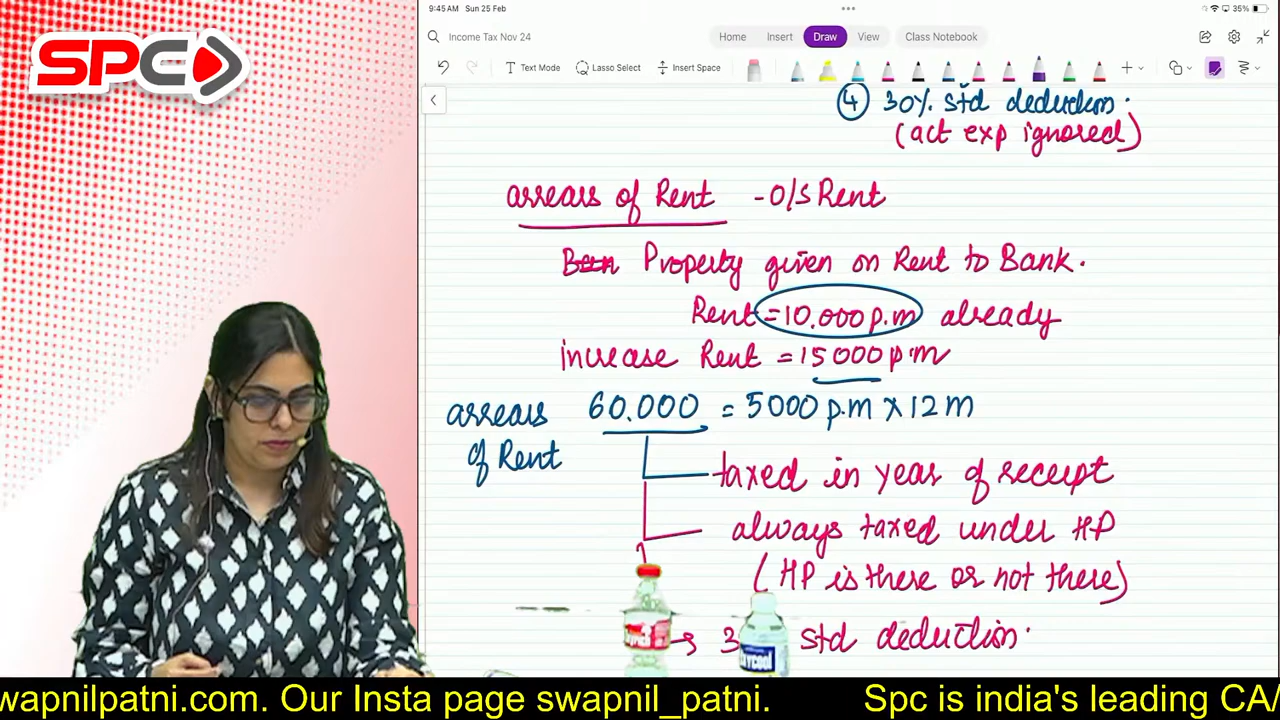 9:45 AM Sun 25 Feb
35%
SPC
Income Tax Nov 24
Home Insert Draw View Class Notebook
Text Mode Lasso Select Insert Space
④ 30% std deduction.
(act exp ignored)
arrears of Rent - O/S Rent
Property given on Rent to Bank.
Rent = 10.000 p.m already
increase Rent = 15000 p.m
arrears 60.000 = 5000 p.m × 12 m
of Rent
taxed in year of receipt
always taxed under HP
( HP is there or not there)
3 std deduction.
wapnilpatni.com. Our Insta page swapnil_patni. Spc is india's leading CA/